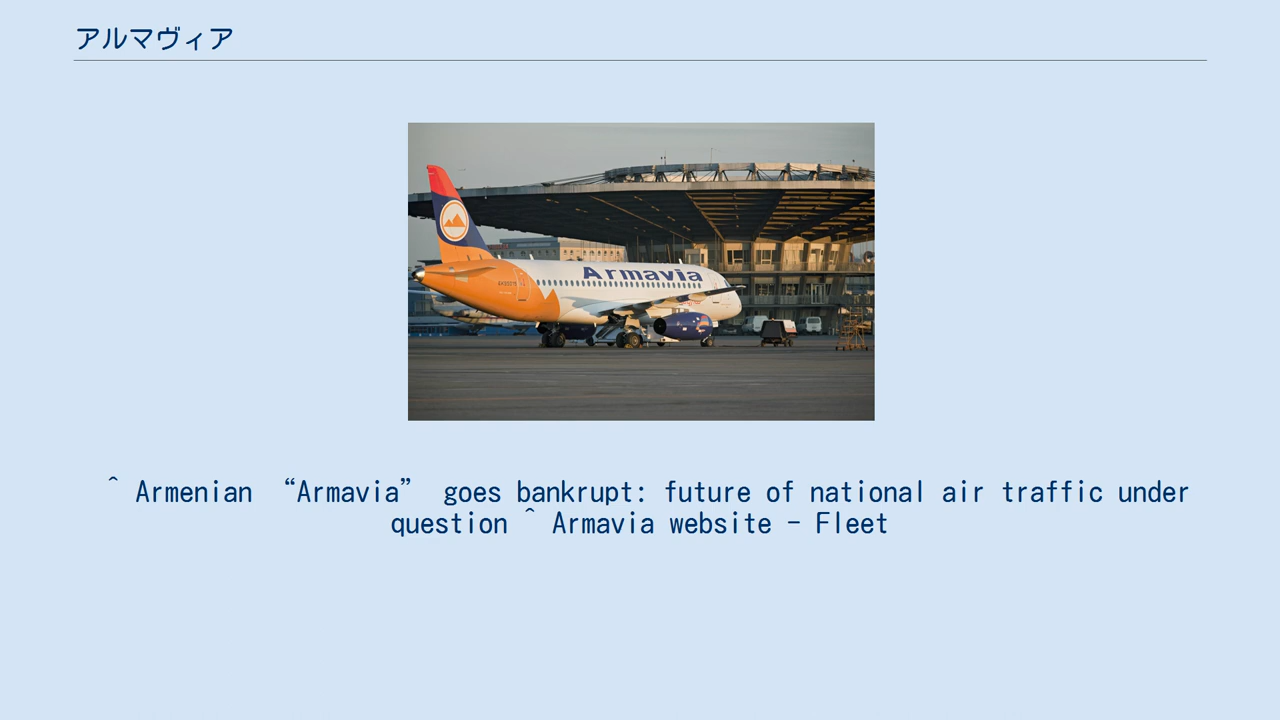 アルマヴィア
Armavia
^ Armenian “Armavia” goes bankrupt: future of national air traffic under
question ^ Armavia website - Fleet